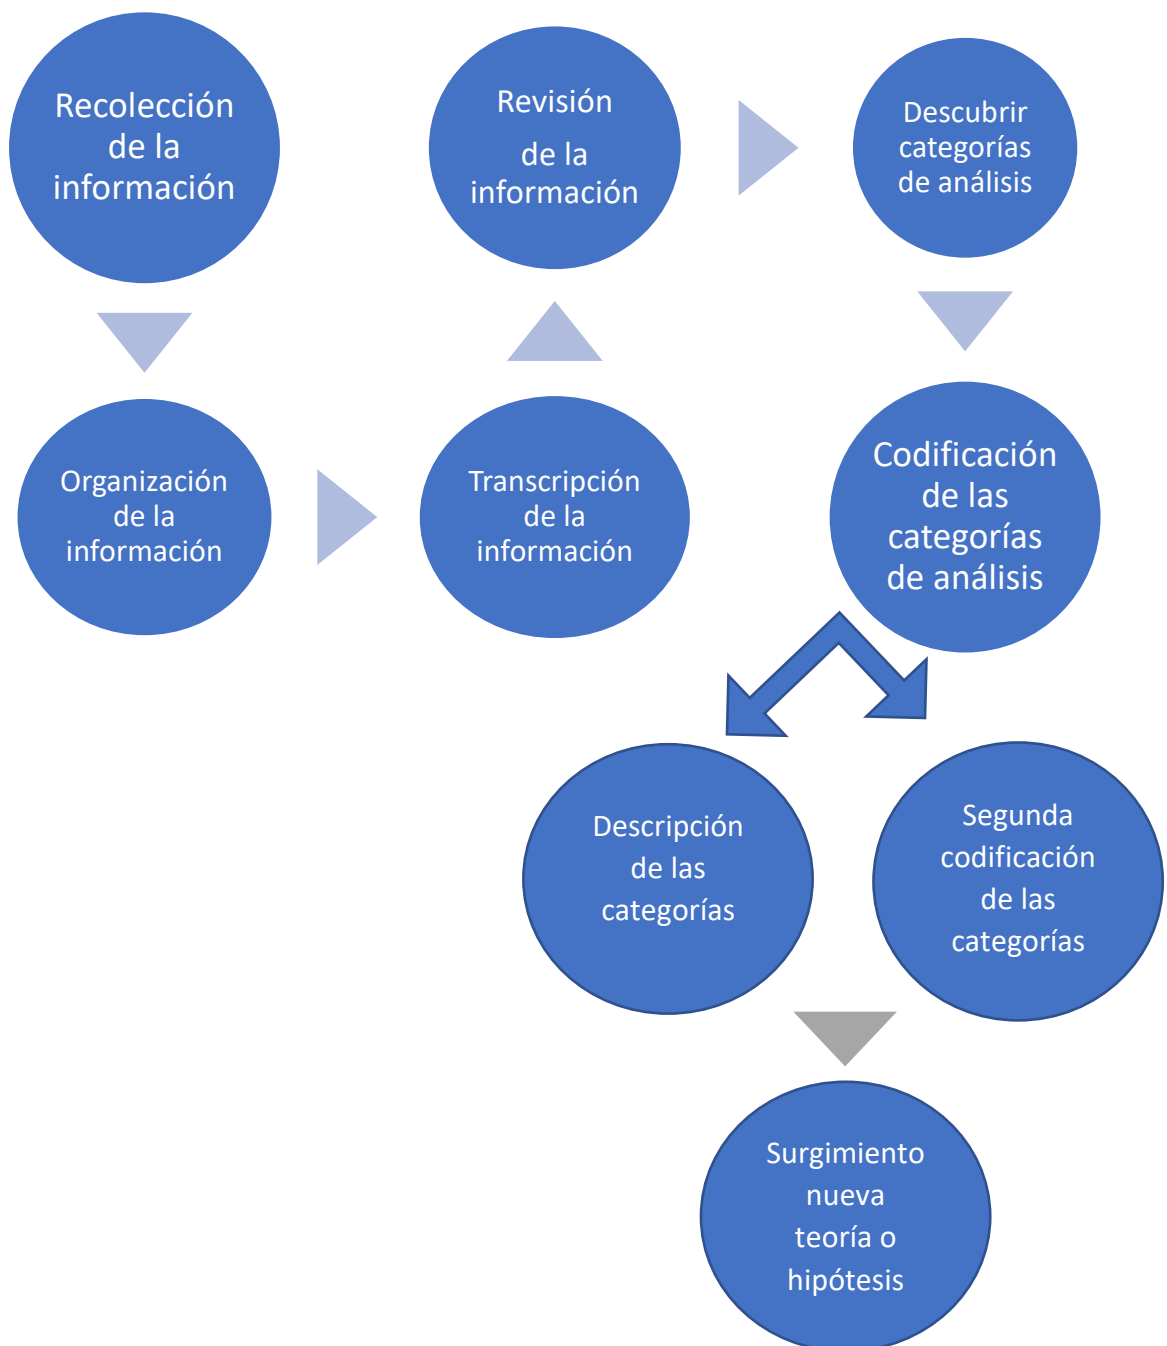 Recolección
de la
información
Organización
de la
información
Transcripción
de la
información
Revisión
de la
información
Descubrir
categorías
de análisis
Codificación
de las
categorías
de análisis
Descripción
de las
categorías
Segunda
codificación
de las
categorías
Surgimiento
nueva
teoría o
hipótesis